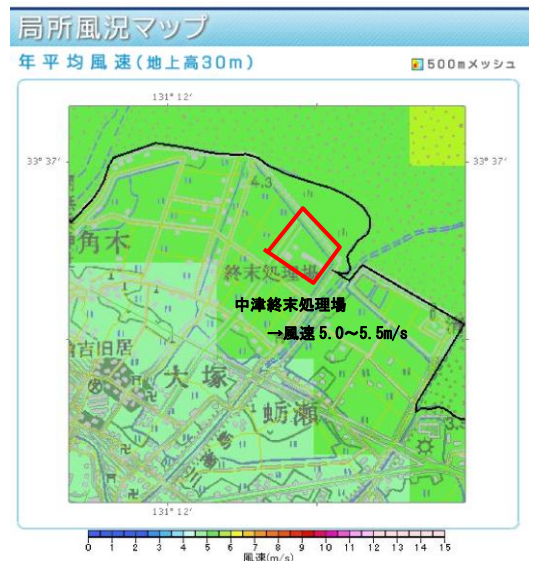 局所風況マップ
年平均風速(地上高30m)
500mメッシュ
131° 12′
33° 37′
33° 37′
4.3
角木
終末処理場
中津終末処理場
→風速 5.0～5.5m/s
吉旧居
大塚
蛎瀬
131° 12′
0 1 2 3 4 5 6 7 8 9 10 11 12 13 14 15
風速(m/s)